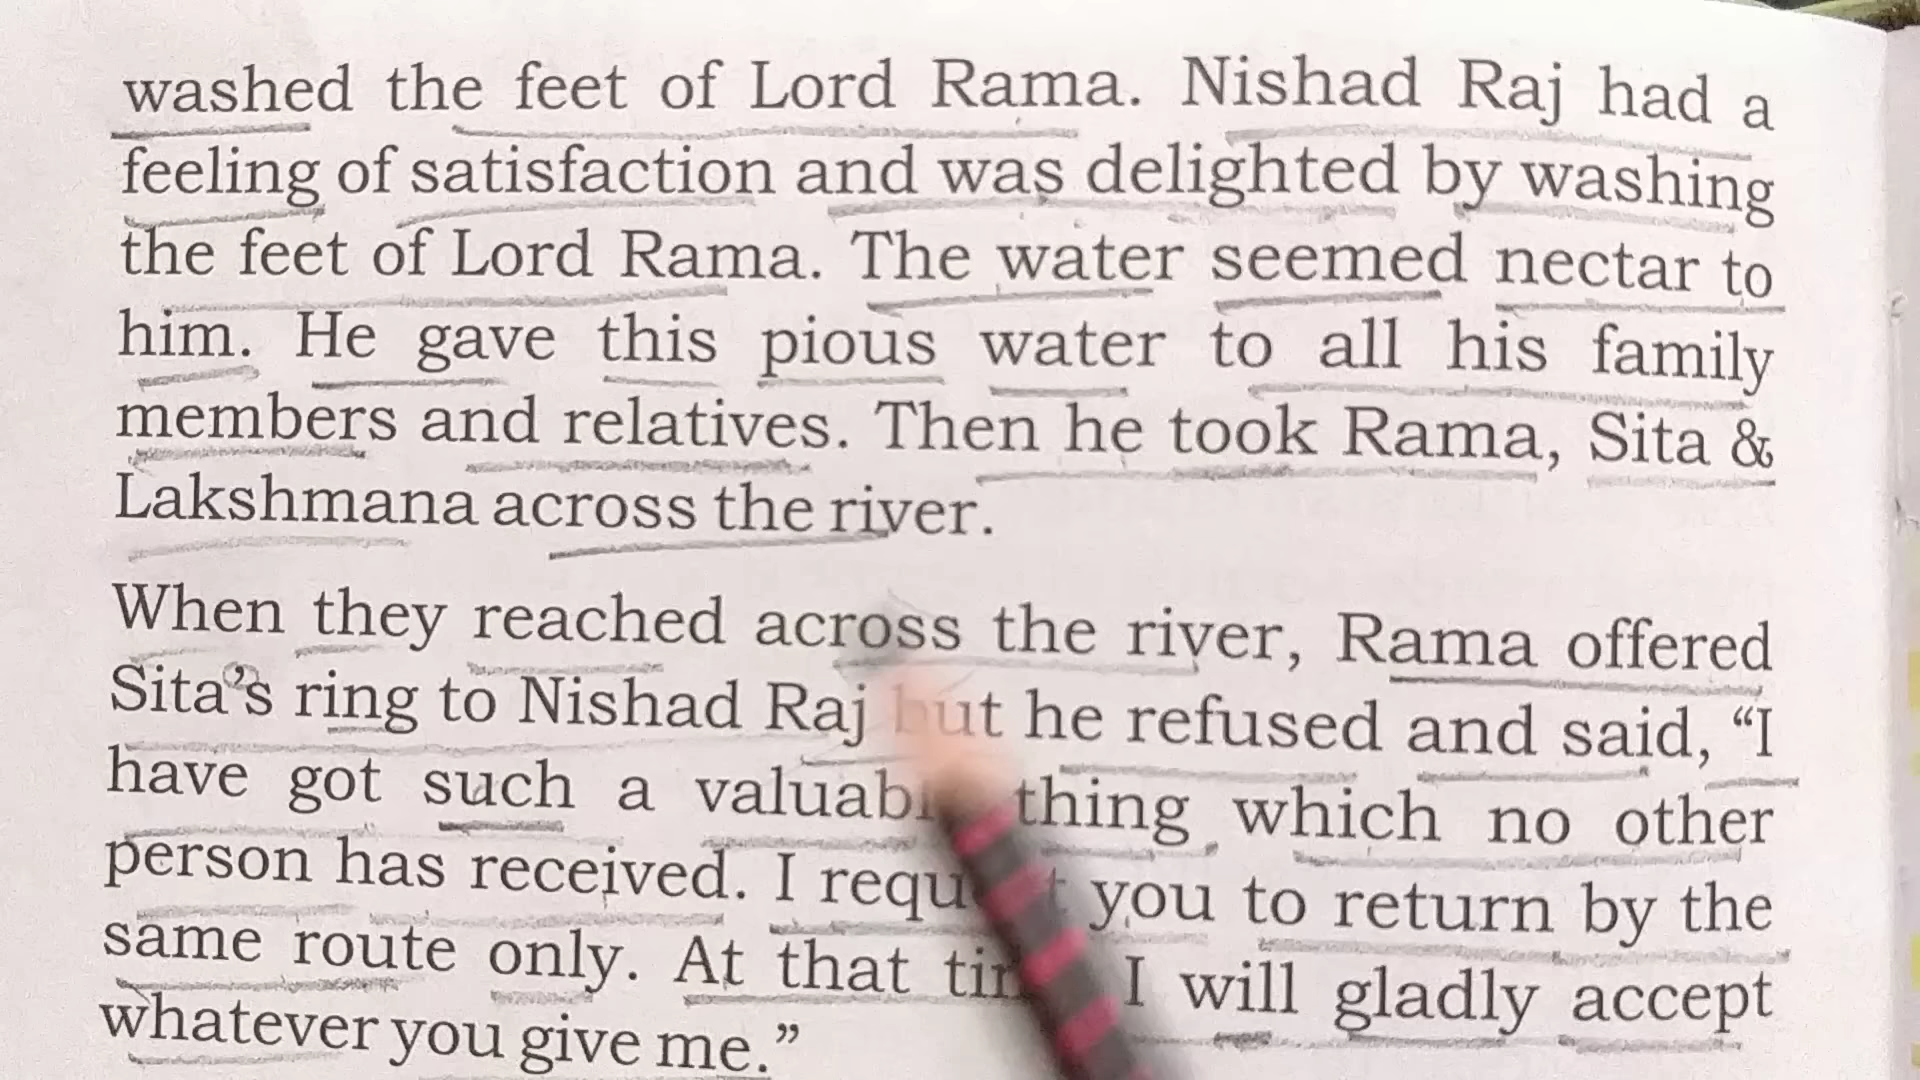 washed the feet of Lord Rama. Nishad Raj had a
feeling of satisfaction and was delighted by washing
the feet of Lord Rama. The water seemed nectar to
him. He gave this pious water to all his family
members and relatives. Then he took Rama, Sita &
Lakshmana across the river.
When they reached across the river, Rama offered
Sita’s ring to Nishad Raj but he refused and said, “I
have got such a valuable thing which no other
person has received. I request you to return by the
same route only. At that time I will gladly accept
whatever you give me.”